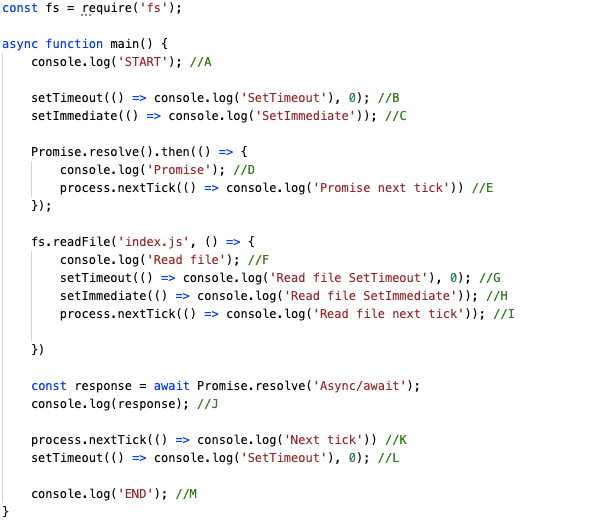 const fs = require('fs');
async function main() {
console.log('START'); //A
setTimeout(() => console.log('SetTimeout'), 0); //B
setImmediate(() => console.log('SetImmediate')); //C
Promise.resolve().then(() => {
console.log('Promise'); //D
process.nextTick(() => console.log('Promise next tick')) //E
});
fs.readFile('index.js', () => {
console.log('Read file'); //F
setTimeout(() => console.log('Read file SetTimeout'), 0); //G
setImmediate(() => console.log('Read file SetImmediate')); //H
process.nextTick(() => console.log('Read file next tick')); //I
})
const response = await Promise.resolve('Async/await');
console.log(response); //J
process.nextTick(() => console.log('Next tick')) //K
setTimeout(() => console.log('SetTimeout'), 0); //L
console.log('END'); //M
}